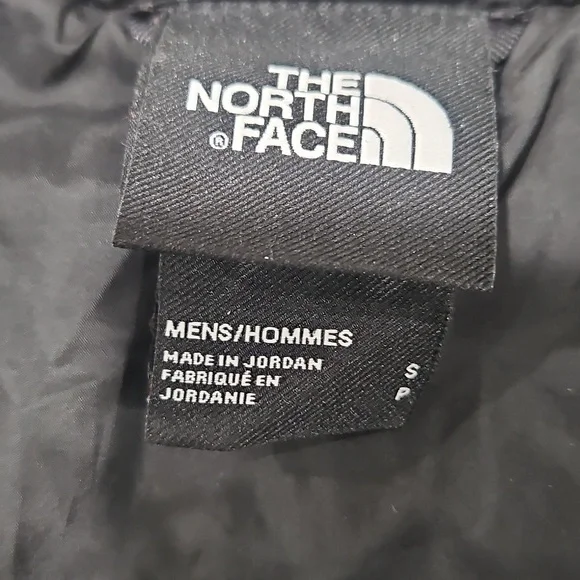 THE
NORTH
® FACE
MENS/HOMMES
MADE IN JORDAN
FABRIQUÉ EN
JORDANIE
S
P